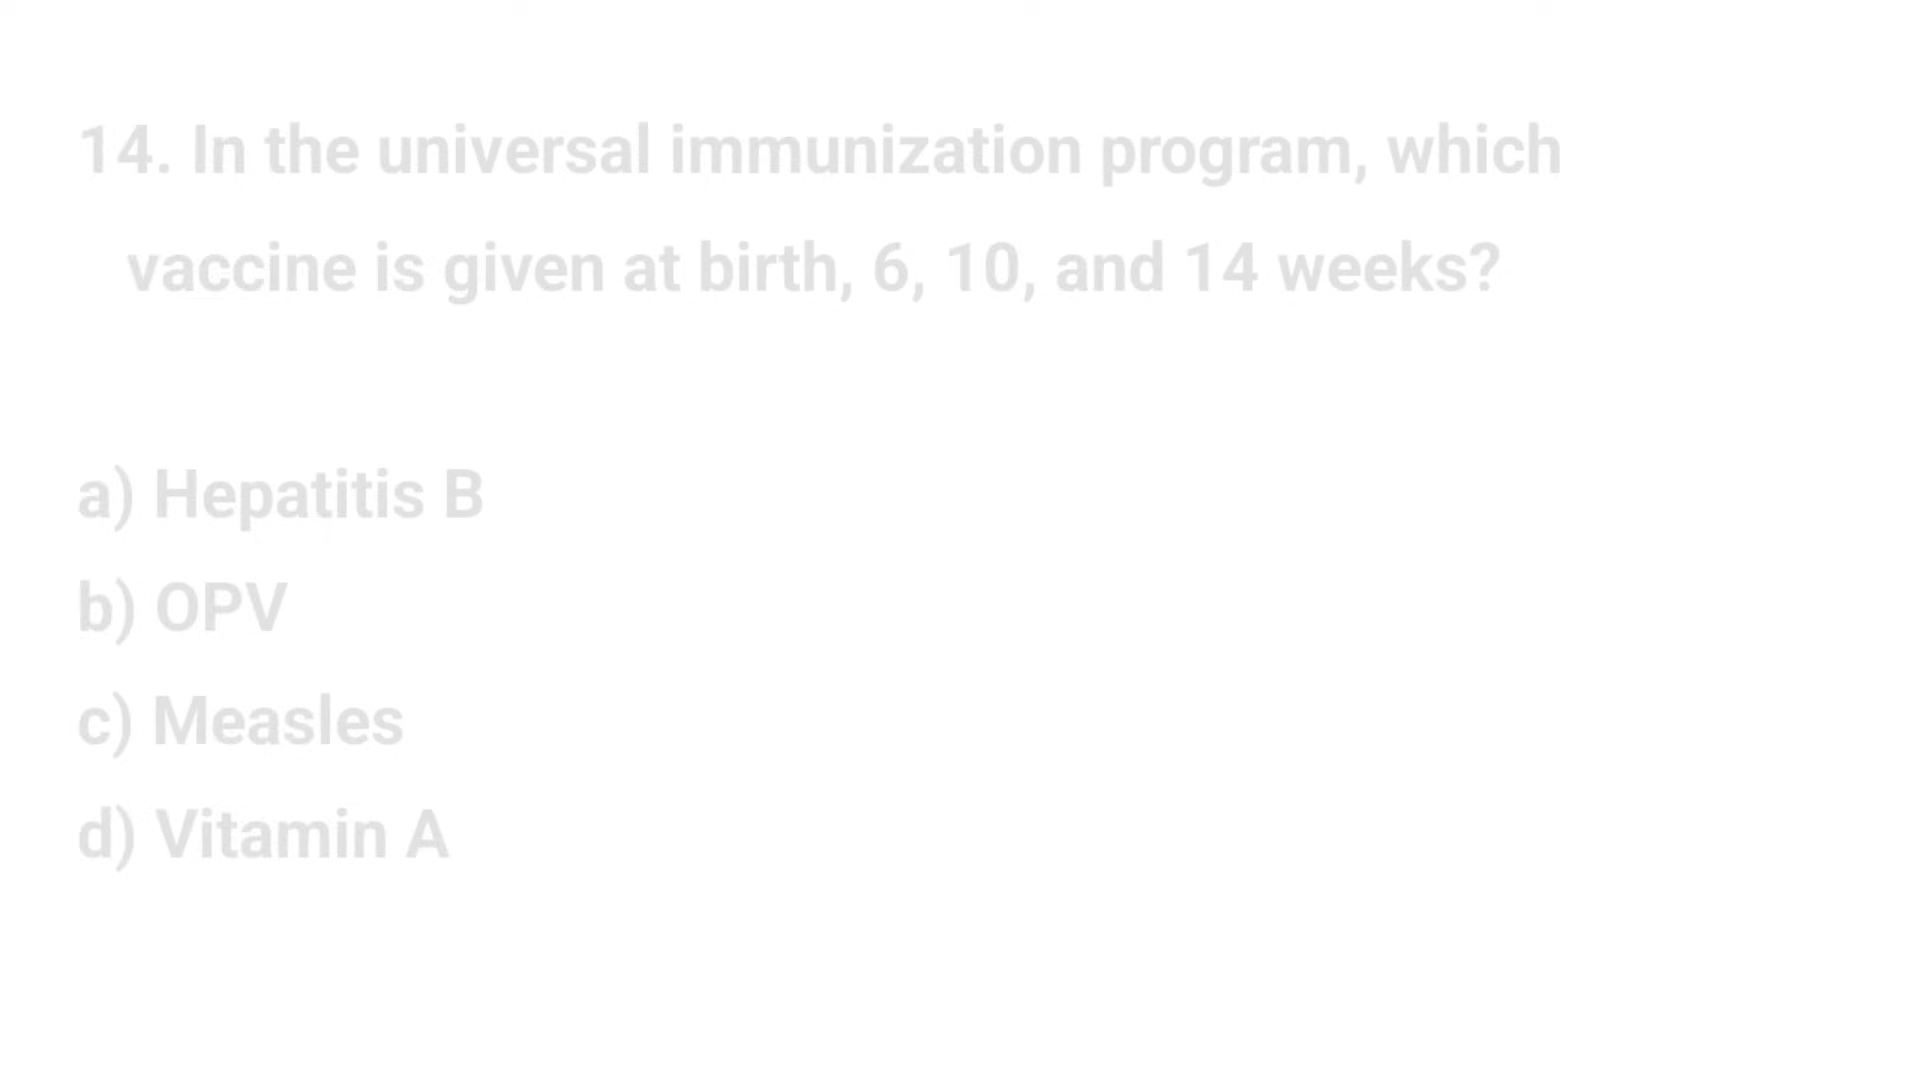 14. In the universal immunization program, which
vaccine is given at birth, 6, 10, and 14 weeks?
a) Hepatitis B
b) OPV
c) Measles
d) Vitamin A